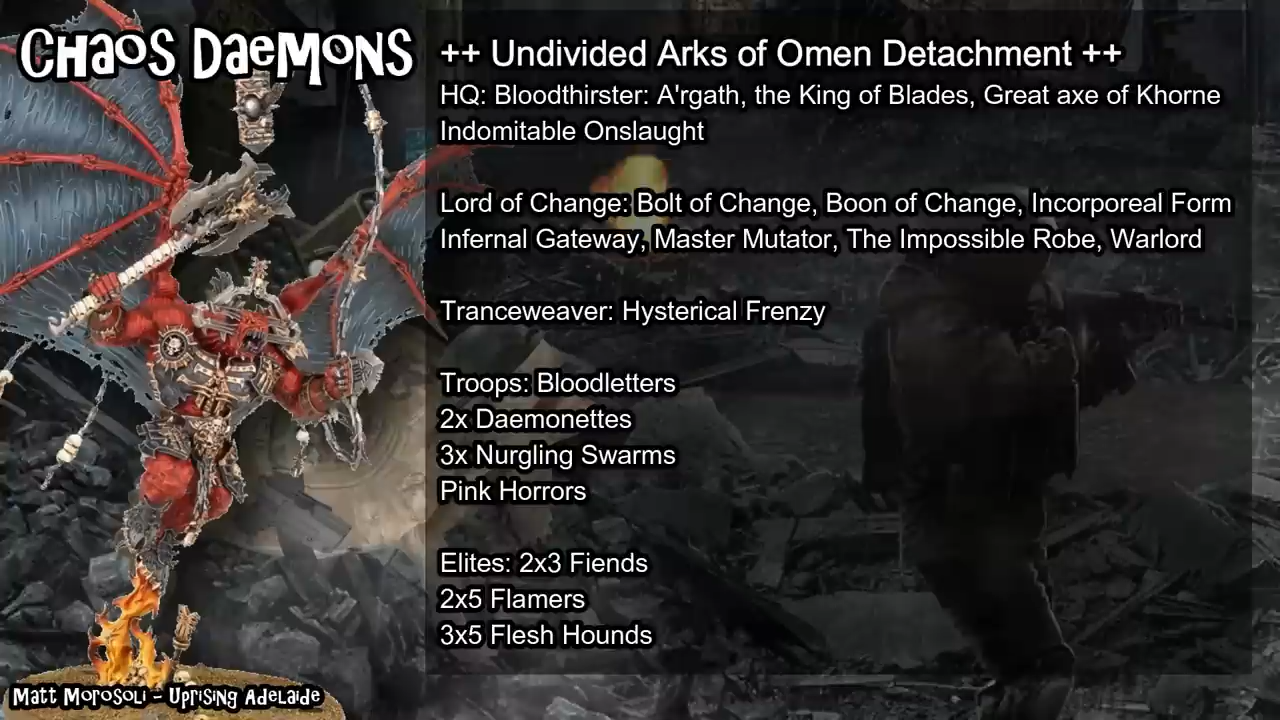 Chaos Daemons
++ Undivided Arks of Omen Detachment ++
HQ: Bloodthirster: A'rgath, the King of Blades, Great axe of Khorne
Indomitable Onslaught
Lord of Change: Bolt of Change, Boon of Change, Incorporeal Form
Infernal Gateway, Master Mutator, The Impossible Robe, Warlord
Tranceweaver: Hysterical Frenzy
Troops: Bloodletters
2x Daemonettes
3x Nurgling Swarms
Pink Horrors
Elites: 2x3 Fiends
2x5 Flamers
3x5 Flesh Hounds
Matt Morosoli - Uprising Adelaide